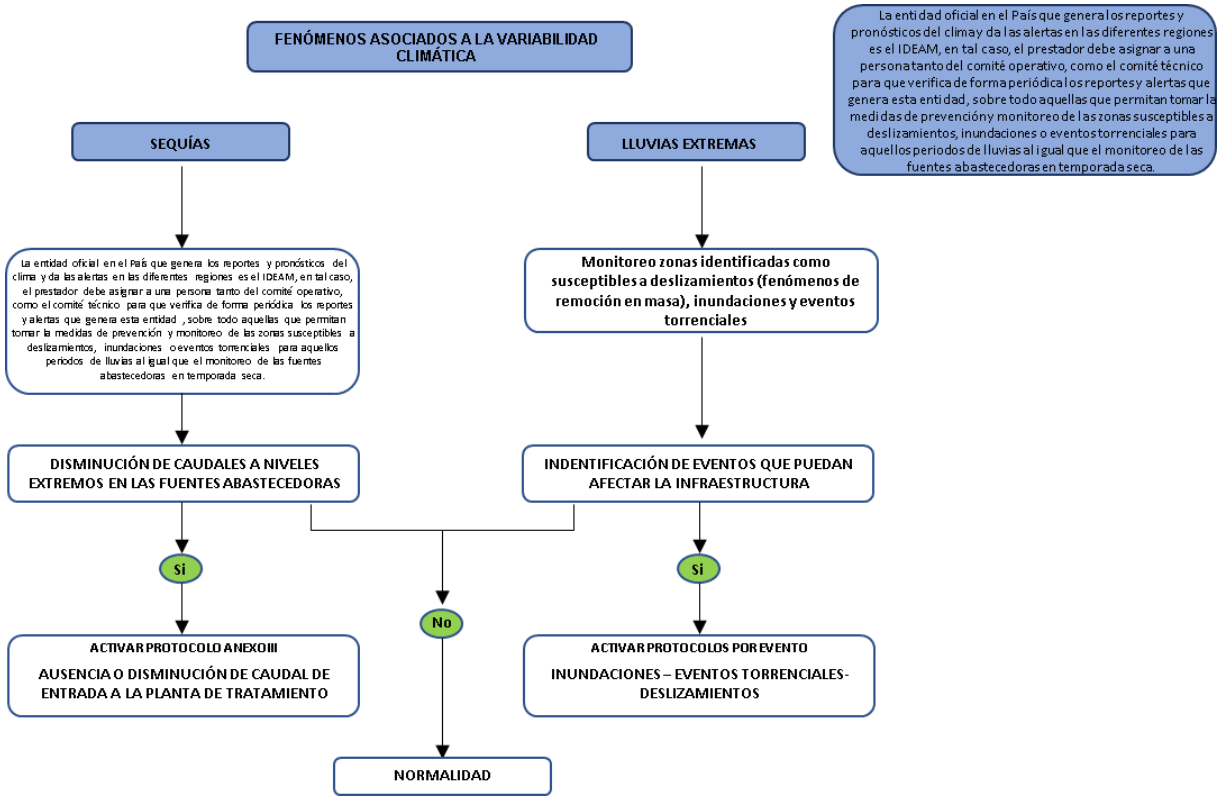 FENÓMENOS ASOCIADOS A LA VARIABILIDAD
CLIMÁTICA
La entidad oficial en el País que genera los reportes y
pronósticos del clima y da las alertas en las diferentes regiones
es el IDEAM, en tal caso, el prestador debe asignar a una
persona tanto del comité operativo, como el comité técnico
para que verifica de forma periódica los reportes y alertas que
genera esta entidad, sobre todo aquellas que permitan tomar la
medidas de prevención y monitoreo de las zonas susceptibles a
deslizamientos, inundaciones o eventos torrenciales para
aquellos periodos de lluvias al igual que el monitoreo de las
fuentes abastecedoras en temporada seca.
SEQUÍAS
LLUVIAS EXTREMAS
La entidad oficial en el País que genera los reportes y pronósticos del
clima y da las alertas en las diferentes regiones es el IDEAM, en tal caso,
el prestador debe asignar a una persona tanto del comité operativo,
como el comité técnico para que verifica de forma periódica los reportes
y alertas que genera esta entidad , sobre todo aquellas que permitan
tomar la medidas de prevención y monitoreo de las zonas susceptibles a
deslizamientos, inundaciones o eventos torrenciales para aquellos
periodos de lluvias al igual que el monitoreo de las fuentes
abastecedoras en temporada seca.
Monitoreo zonas identificadas como
susceptibles a deslizamientos (fenómenos de
remoción en masa), inundaciones y eventos
torrenciales
DISMINUCIÓN DE CAUDALES A NIVELES
EXTREMOS EN LAS FUENTES ABASTECEDORAS
INDENTIFICACIÓN DE EVENTOS QUE PUEDAN
AFECTAR LA INFRAESTRUCTURA
Si
Si
No
ACTIVAR PROTOCOLO ANEXO III
AUSENCIA O DISMINUCIÓN DE CAUDAL DE
ENTRADA A LA PLANTA DE TRATAMIENTO
ACTIVAR PROTOCOLOS POR EVENTO
INUNDACIONES – EVENTOS TORRENCIALES-
DESLIZAMIENTOS
NORMALIDAD